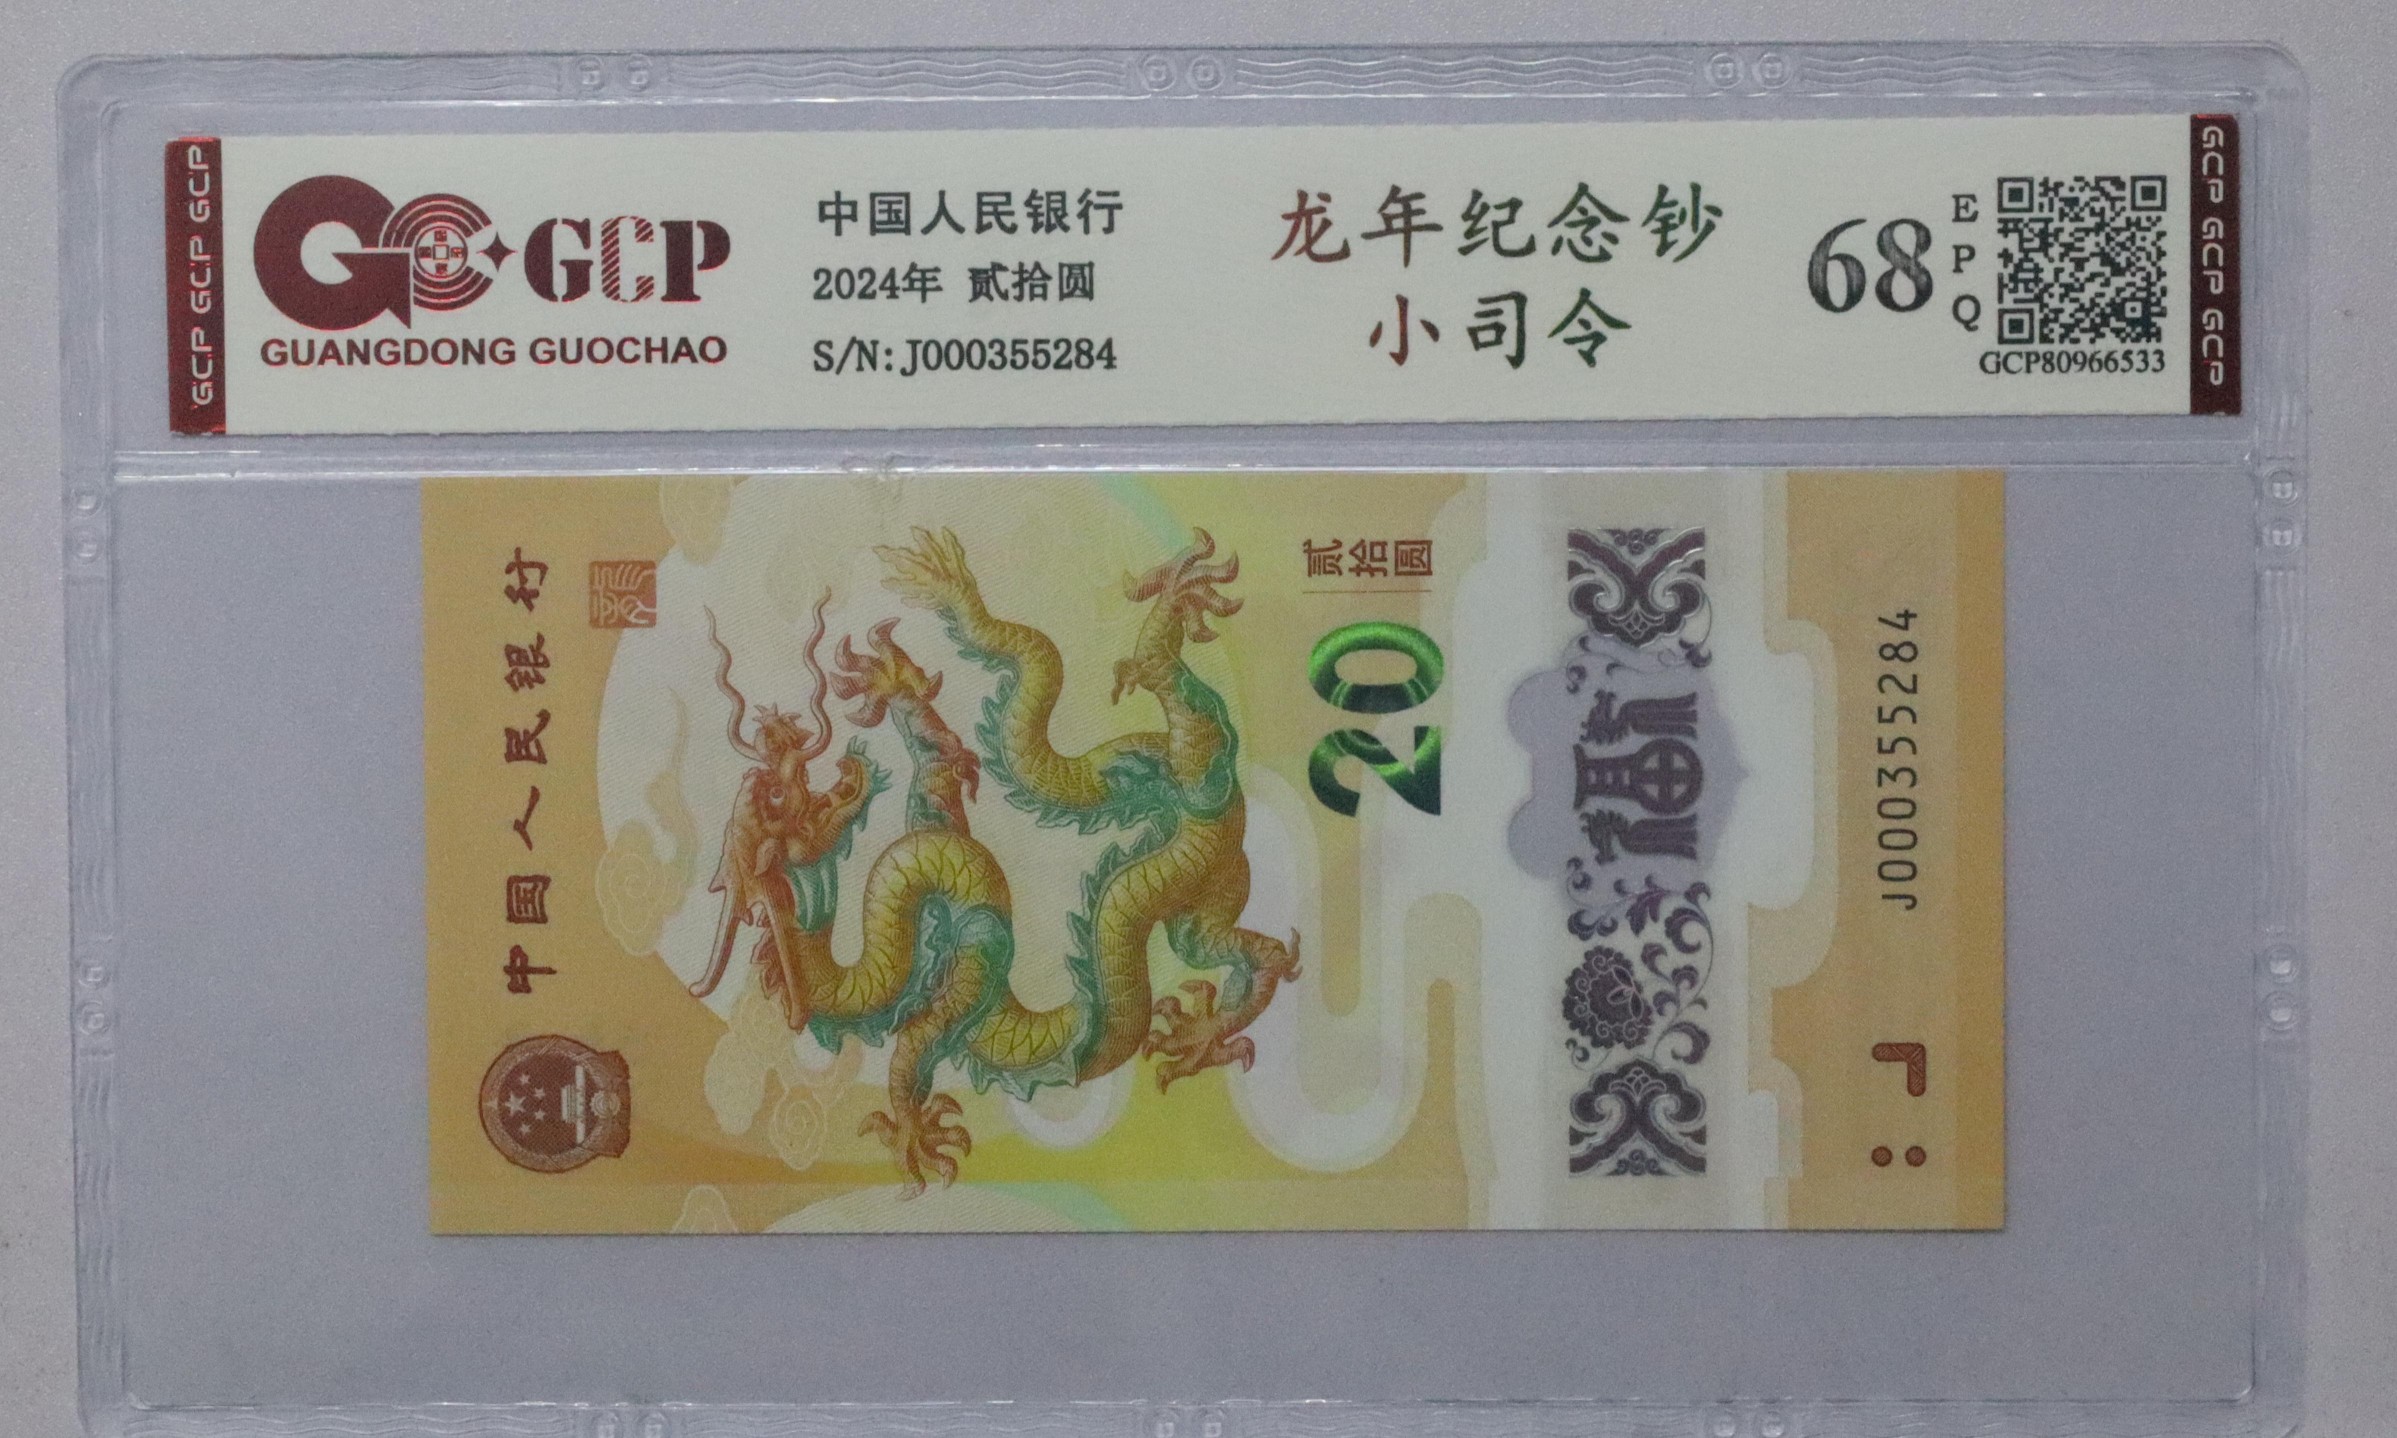 GCP GCP GCP
GCP
GUANGDONG GUOCHAO
中国人民银行
2024年 贰拾圆
S/N:J000355284
龙年纪念钞
小司令
68
EPQ
GCP80966533
GCP GCP GCP
中国人民银行
贰拾圆
20
J000355284